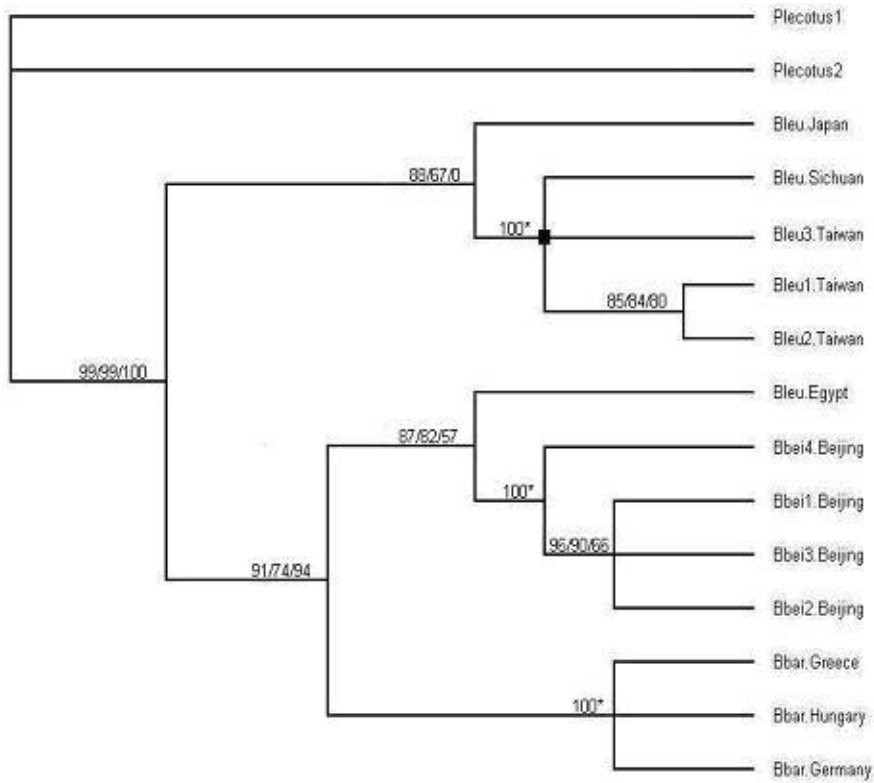 Plecotus1
Plecotus2
Bleu.Japan
88/67/0
Bleu.Sichuan
100*
Bleu3.Taiwan
Bleu1.Taiwan
85/84/80
Bleu2.Taiwan
99/99/100
Bleu.Egypt
87/82/57
Bbei4.Beijing
100*
Bbei1.Beijing
96/90/66
Bbei3.Beijing
91/74/94
Bbei2.Beijing
Bbar.Greece
100*
Bbar.Hungary
Bbar.Germany